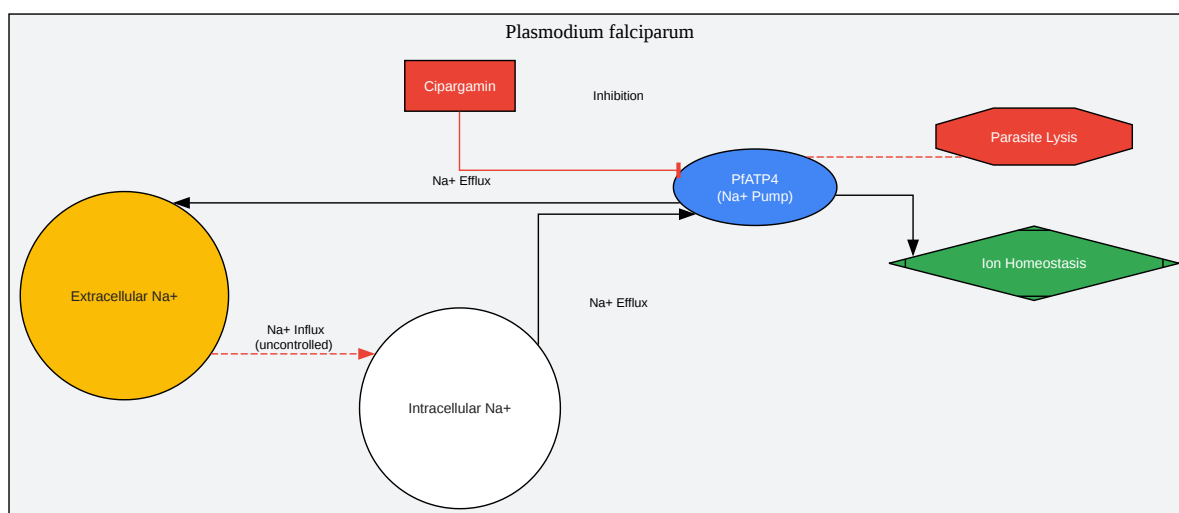 Plasmodium falciparum
Cipargamin
Inhibition
Parasite Lysis
Na+ Efflux
PfATP4
(Na+ Pump)
Ion Homeostasis
Extracellular Na+
Na+ Efflux
Na+ Influx
(uncontrolled)
Intracellular Na+